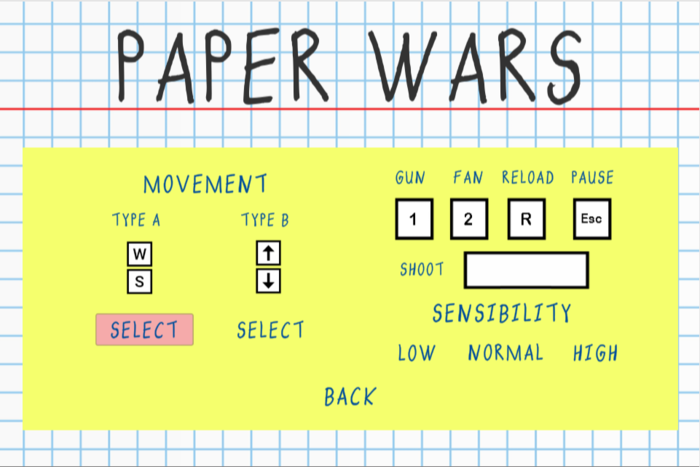 PAPER WARS
MOVEMENT
TYPE A TYPE B
W ↑
S ↓
SELECT SELECT
GUN FAN RELOAD PAUSE
1 2 R Esc
SHOOT
SENSIBILITY
LOW NORMAL HIGH
BACK